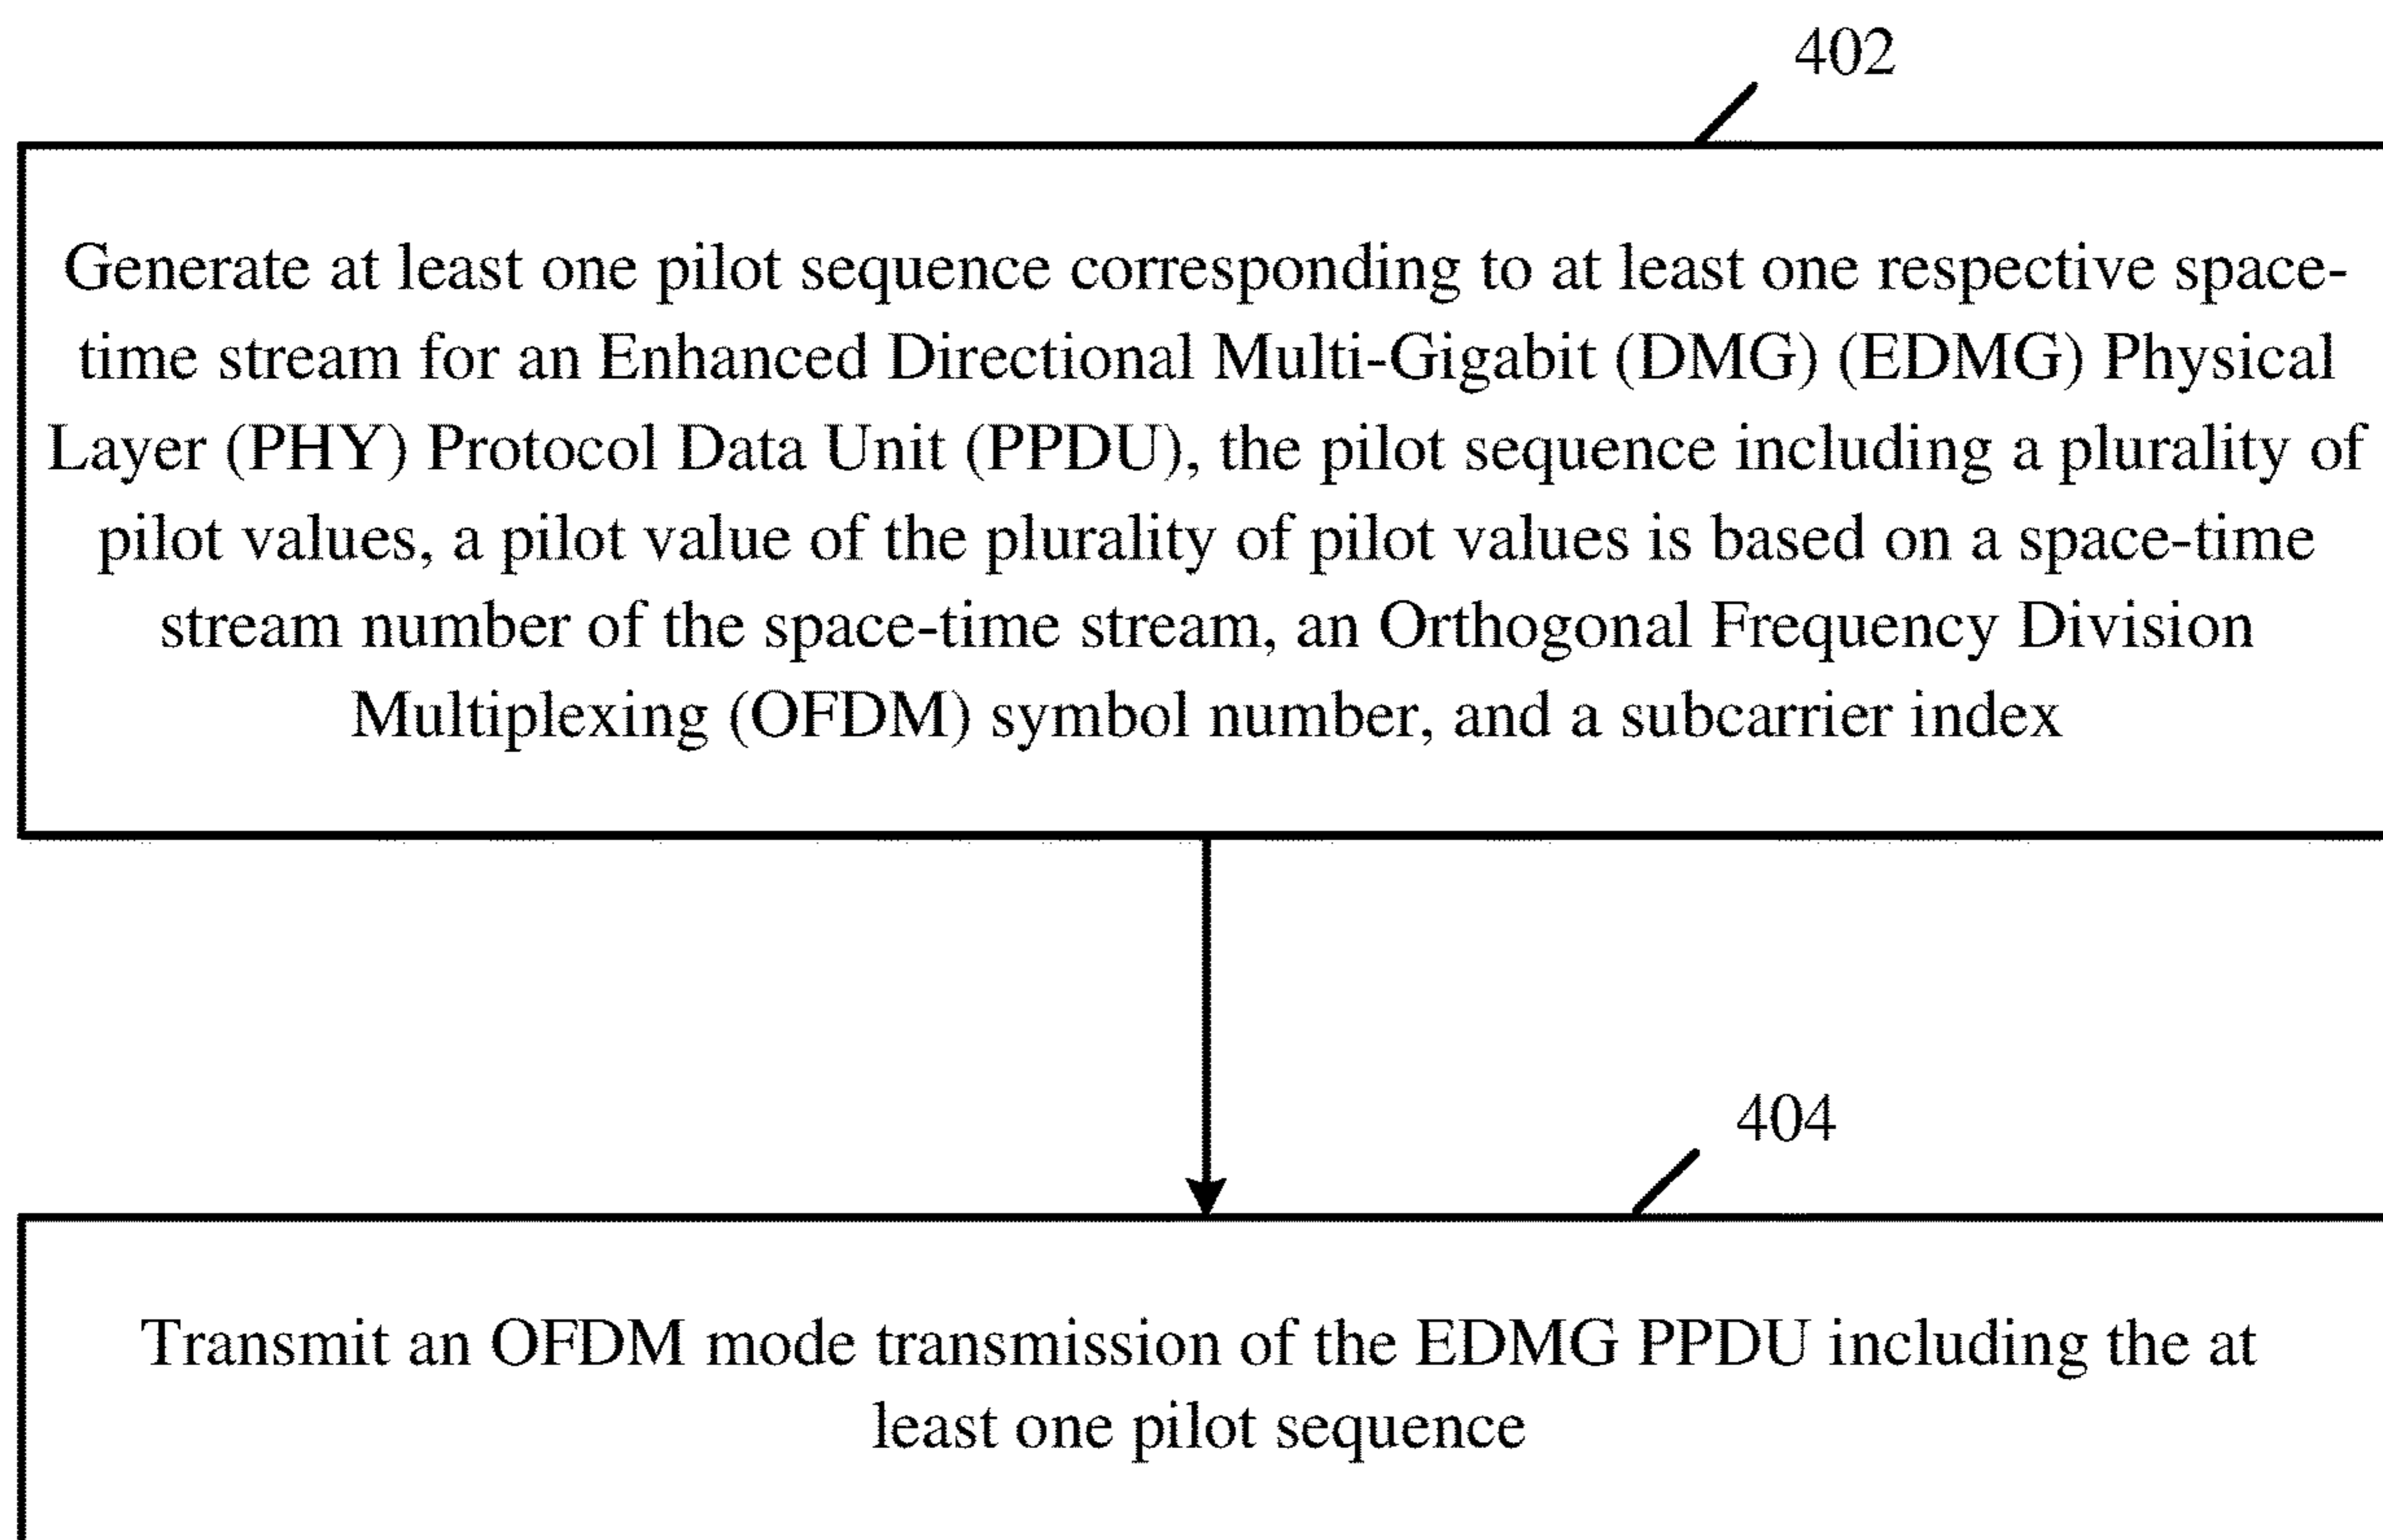 402
Generate at least one pilot sequence corresponding to at least one respective space-
time stream for an Enhanced Directional Multi-Gigabit (DMG) (EDMG) Physical
Layer (PHY) Protocol Data Unit (PPDU), the pilot sequence including a plurality of
pilot values, a pilot value of the plurality of pilot values is based on a space-time
stream number of the space-time stream, an Orthogonal Frequency Division
Multiplexing (OFDM) symbol number, and a subcarrier index
404
Transmit an OFDM mode transmission of the EDMG PPDU including the at
least one pilot sequence